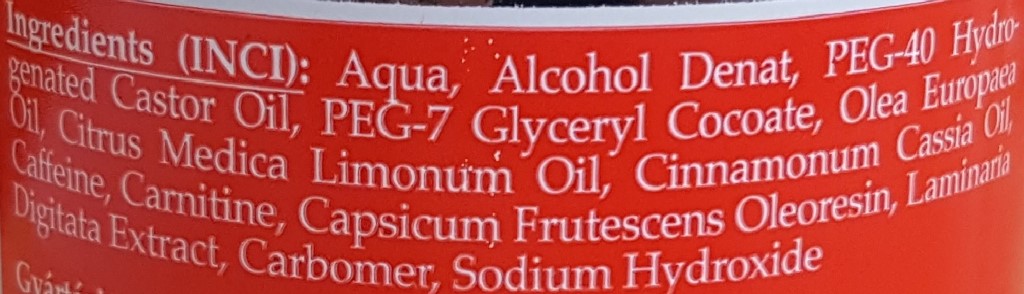 Ingredients (INCI): Aqua, Alcohol Denat, PEG-40 Hydro-
genated Castor Oil, PEG-7 Glyceryl Cocoate, Olea Europaea
Oil, Citrus Medica Limonum Oil, Cinnamonum Cassia Oil,
Caffeine, Carnitine, Capsicum Frutescens Oleoresin, Laminaria
Digitata Extract, Carbomer, Sodium Hydroxide